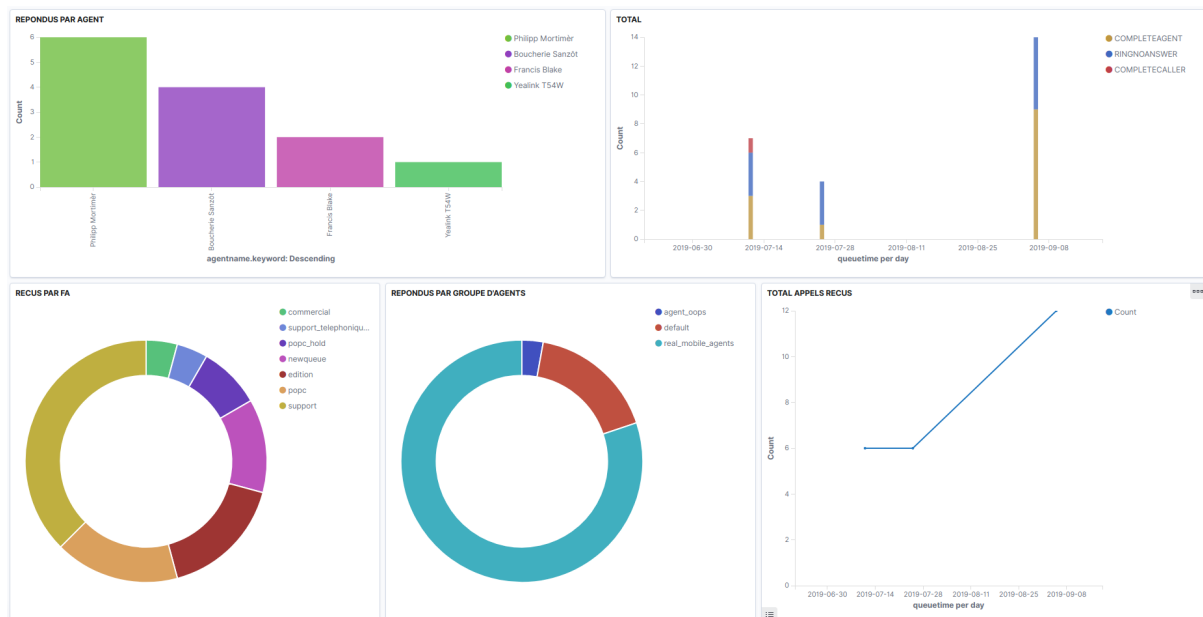 REPONDUS PAR AGENT
6
5
4
3
2
1
0
Count
Philipp Mortimèr
Boucherie Sanzôt
Francis Blake
Yealink T54W
agentname.keyword: Descending
Philipp Mortimèr
Boucherie Sanzôt
Francis Blake
Yealink T54W
TOTAL
14
12
10
8
6
4
2
0
Count
2019-06-30
2019-07-14
2019-07-28
2019-08-11
2019-08-25
2019-09-08
queuetime per day
COMPLETEAGENT
RINGNOANSWER
COMPLETECALLER
RECUS PAR FA
commercial
support_telephoniqu...
popc_hold
newqueue
edition
popc
support
REPONDUS PAR GROUPE D'AGENTS
agent_oops
default
real_mobile_agents
TOTAL APPELS RECUS
12
10
8
6
4
2
0
Count
2019-06-30
2019-07-14
2019-07-28
2019-08-11
2019-08-25
2019-09-08
queuetime per day
Count